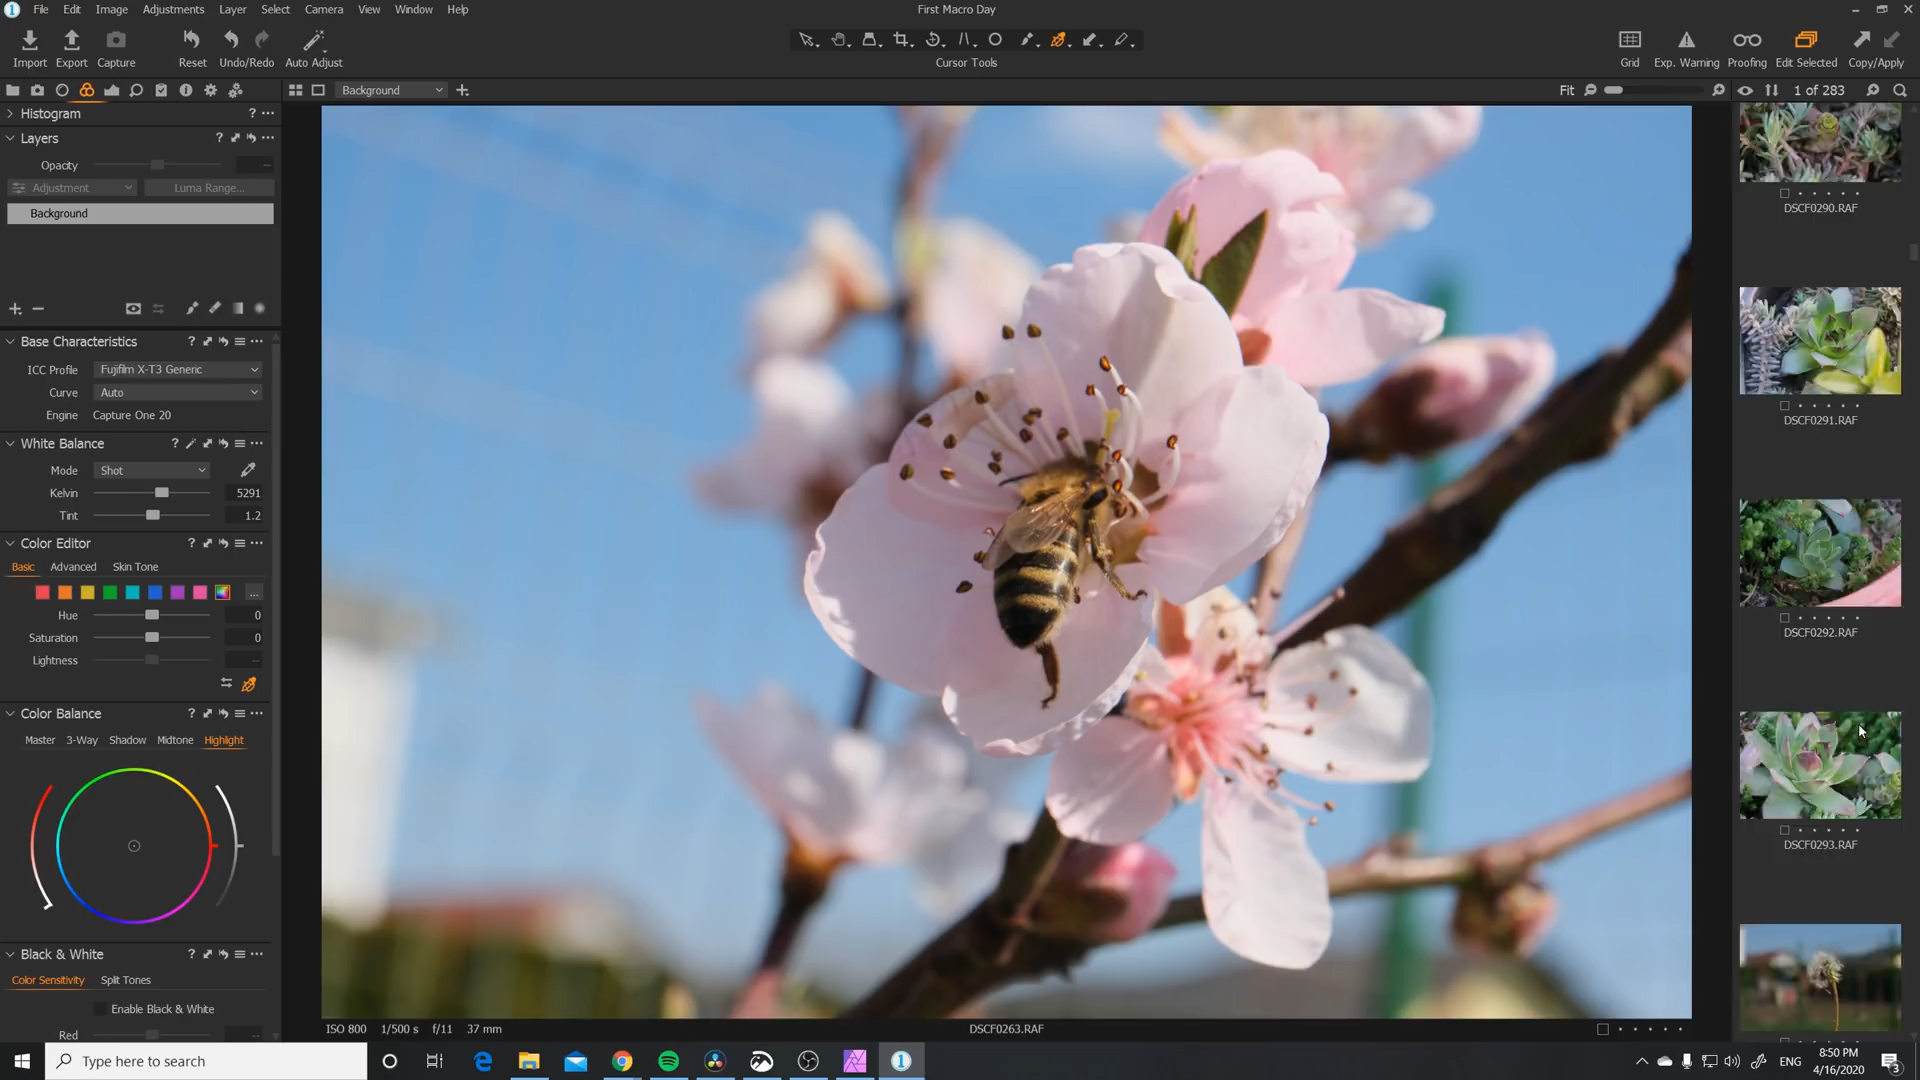 File Edit Image Adjustments Layer Select Camera View Window Help
First Macro Day
Import Export Capture Reset Undo/Redo Auto Adjust
Cursor Tools
Grid Exp. Warning Proofing Edit Selected Copy/Apply
Background
Fit
1 of 283
Histogram ? ...
Layers ?
Opacity --
Adjustment Luma Range...
Background
Base Characteristics ?
ICC Profile Fujifilm X-T3 Generic
Curve Auto
Engine Capture One 20
White Balance ?
Mode Shot
Kelvin 5291
Tint 1.2
Color Editor ?
Basic Advanced Skin Tone
...
Hue 0
Saturation 0
Lightness --
Color Balance ?
Master 3-Way Shadow Midtone Highlight
Black & White ?
Color Sensitivity Split Tones
Enable Black & White
Red
ISO 800 1/500 s f/11 37 mm
DSCF0263.RAF
DSCF0290.RAF
DSCF0291.RAF
DSCF0292.RAF
DSCF0293.RAF
Type here to search
ENG
8:50 PM
4/16/2020
3